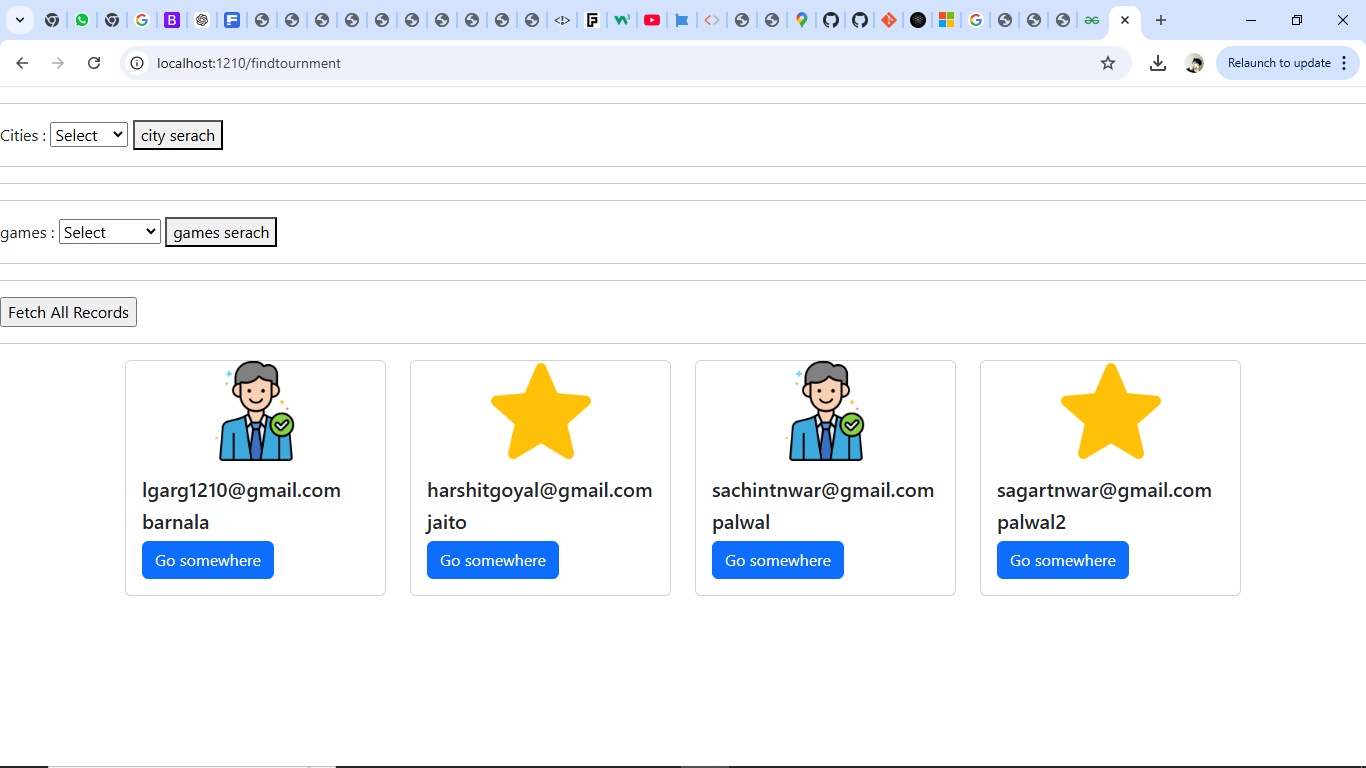 localhost:1210/findtournment
Relaunch to update
Cities : Select city serach
games : Select games serach
Fetch All Records
lgarg1210@gmail.com harshitgoyal@gmail.com sachintnwar@gmail.com sagartnwar@gmail.com
barnala jaito palwal palwal2
Go somewhere Go somewhere Go somewhere Go somewhere